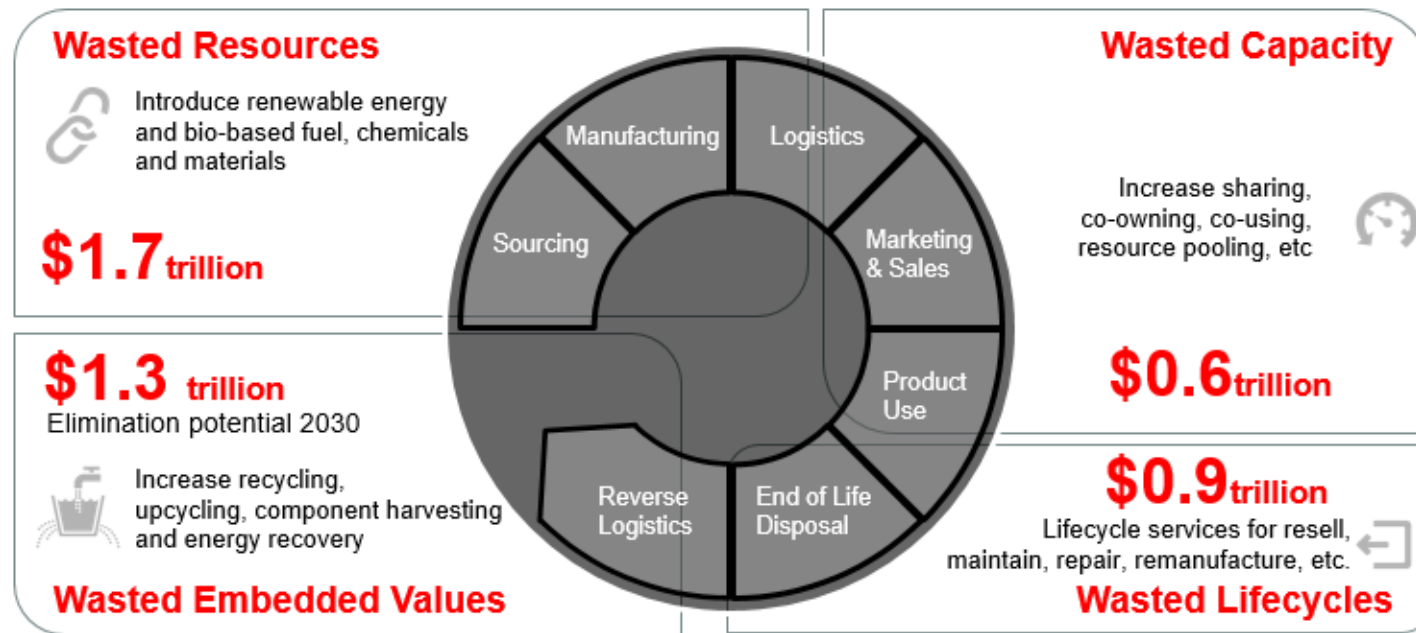 Wasted Resources
Introduce renewable energy
and bio-based fuel, chemicals
and materials
$1.7 trillion
Wasted Capacity
Increase sharing,
co-owning, co-using,
resource pooling, etc
$0.6 trillion
Manufacturing
Logistics
Sourcing
Marketing
& Sales
Product
Use
End of Life
Disposal
Reverse
Logistics
$1.3 trillion
Elimination potential 2030
Increase recycling,
upcycling, component harvesting
and energy recovery
Wasted Embedded Values
$0.9 trillion
Lifecycle services for resell,
maintain, repair, remanufacture, etc.
Wasted Lifecycles